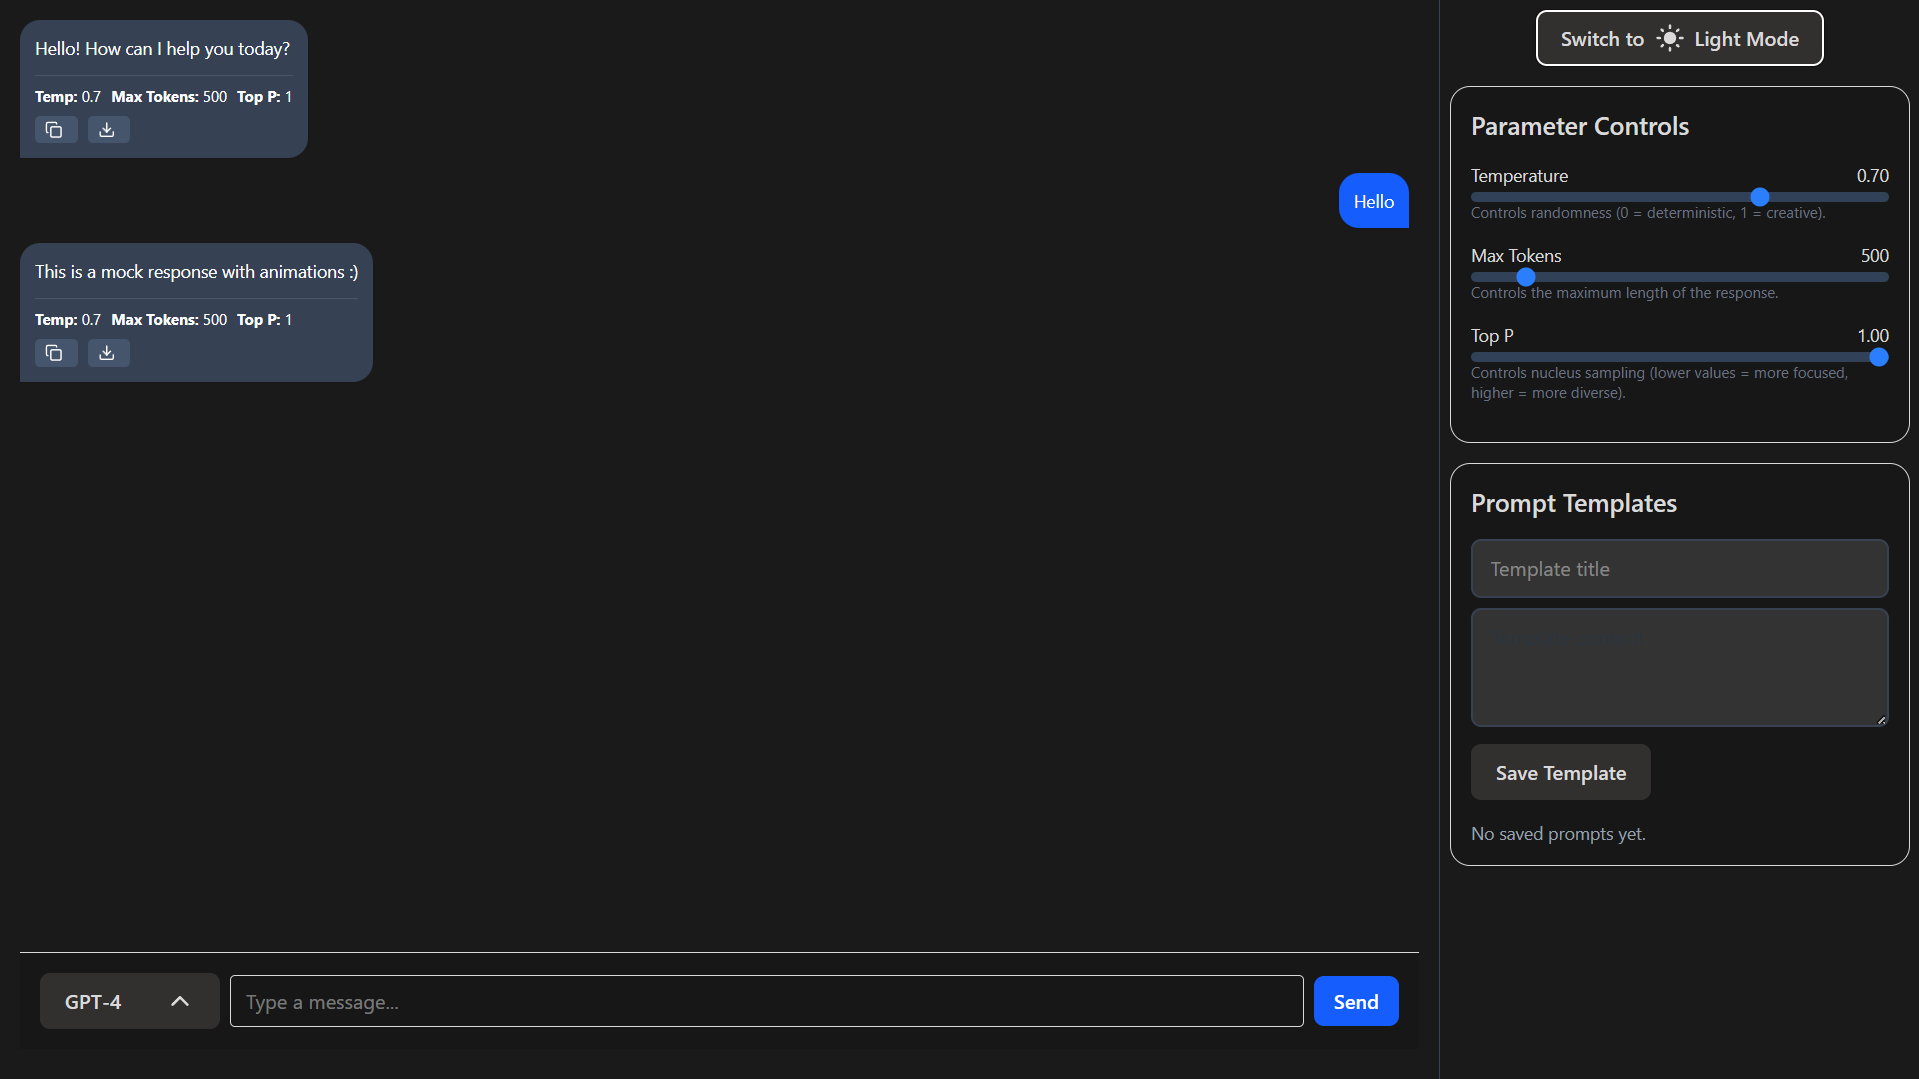 Hello! How can I help you today?
Temp: 0.7 Max Tokens: 500 Top P: 1
Hello
This is a mock response with animations :)
Temp: 0.7 Max Tokens: 500 Top P: 1
GPT-4
Type a message...
Send
Switch to Light Mode
Parameter Controls
Temperature 0.70
Controls randomness (0 = deterministic, 1 = creative).
Max Tokens 500
Controls the maximum length of the response.
Top P 1.00
Controls nucleus sampling (lower values = more focused,
higher = more diverse).
Prompt Templates
Template title
Save Template
No saved prompts yet.